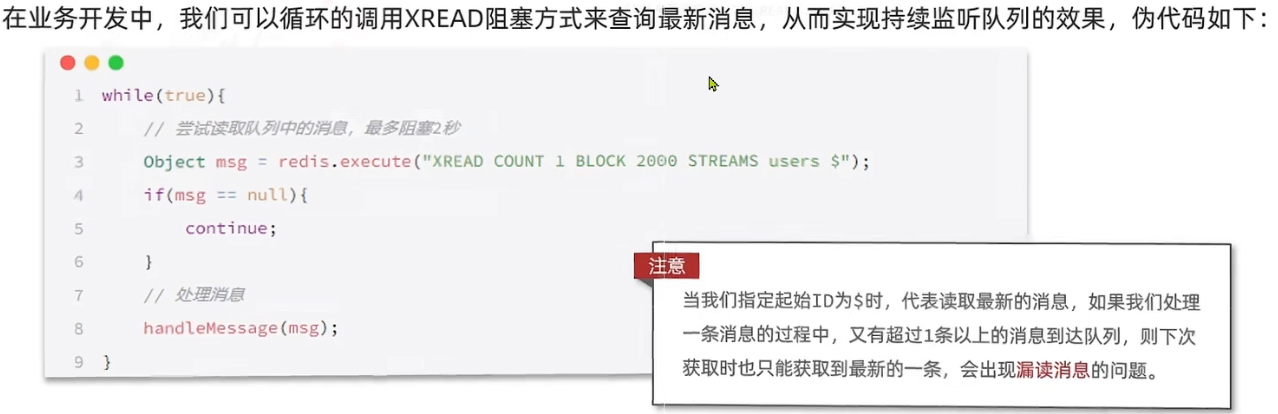 在业务开发中，我们可以循环的调用XREAD阻塞方式来查询最新消息，从而实现持续监听队列的效果，伪代码如下：
1 while(true){
2 // 尝试读取队列中的消息，最多阻塞2秒
3 Object msg = redis.execute("XREAD COUNT 1 BLOCK 2000 STREAMS users $");
4 if(msg == null){
5 continue;
6 }
7 // 处理消息
8 handleMessage(msg);
9 }
注意
当我们指定起始ID为$时，代表读取最新的消息，如果我们处理
一条消息的过程中，又有超过1条以上的消息到达队列，则下次
获取时也只能获取到最新的一条，会出现漏读消息的问题。